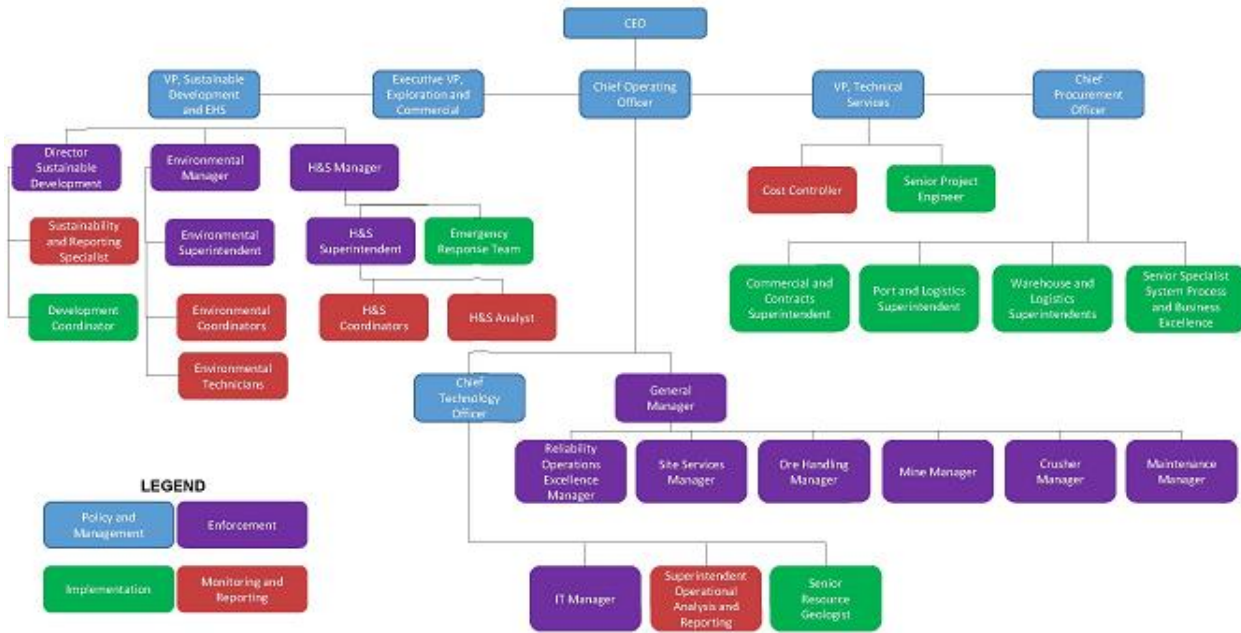 CEO
VP, Sustainable
Development
and EHS
Executive VP,
Exploration and
Commercial
Chief Operating
Officer
VP, Technical
Services
Chief
Procurement
Officer
Director
Sustainable
Development
Environmental
Manager
H&S Manager
Cost Controller
Senior Project
Engineer
Sustainability
and Reporting
Specialist
Environmental
Superintendent
H&S
Superintendent
Emergency
Response Team
Commercial and
Contracts
Superintendent
Port and Logistics
Superintendent
Warehouse and
Logistics
Superintendents
Senior Specialist
System Process
and Business
Excellence
Development
Coordinator
Environmental
Coordinators
H&S
Coordinators
H&S Analyst
Environmental
Technicians
Chief
Technology
Officer
General
Manager
Reliability
Operations
Excellence
Manager
Site Services
Manager
Ore Handling
Manager
Mine Manager
Crusher
Manager
Maintenance
Manager
LEGEND
Policy and
Management
Enforcement
Implementation
Monitoring and
Reporting
IT Manager
Superintendent
Operational
Analysis and
Reporting
Senior
Resource
Geologist